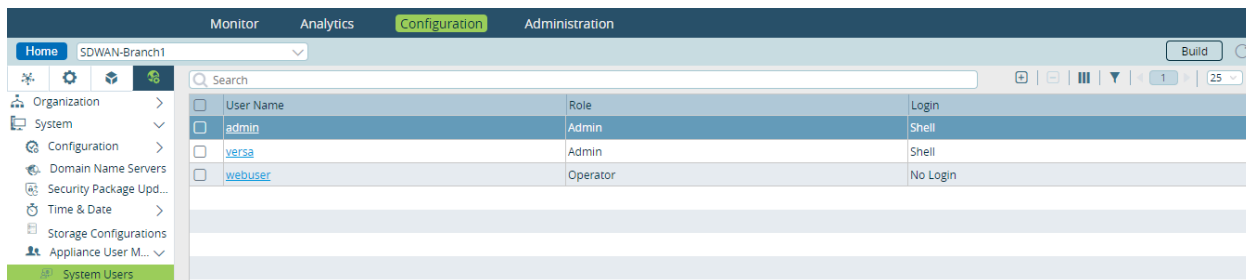 Monitor Analytics Configuration Administration
Home SDWAN-Branch1 Build
Search 1 25
Organization
System
Configuration
Domain Name Servers
Security Package Upd...
Time & Date
Storage Configurations
Appliance User M...
System Users
User Name Role Login
admin Admin Shell
versa Admin Shell
webuser Operator No Login